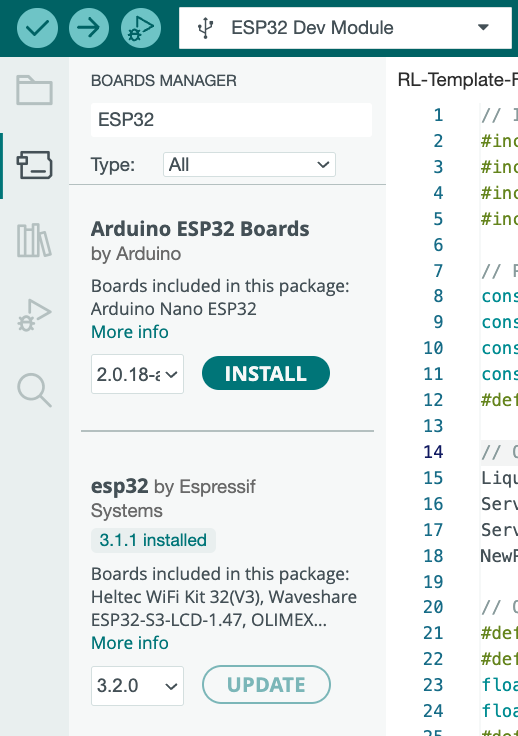 ESP32 Dev Module
BOARDS MANAGER
ESP32
Type:
All
Arduino ESP32 Boards
by Arduino
Boards included in this package:
Arduino Nano ESP32
More info
2.0.18-a
INSTALL
esp32 by Espressif
Systems
3.1.1 installed
Boards included in this package:
Heltec WiFi Kit 32(V3), Waveshare
ESP32-S3-LCD-1.47, OLIMEX...
More info
3.2.0
UPDATE
RL-Template-F
1 // I
2 #inc
3 #inc
4 #inc
5 #inc
6
7 // P
8 cons
9 cons
10 cons
11 cons
12 #def
13
14 //
15 Liqu
16 Serv
17 Serv
18 NewP
19
20 //
21 #def
22 #def
23 floa
24 floa
25 #def